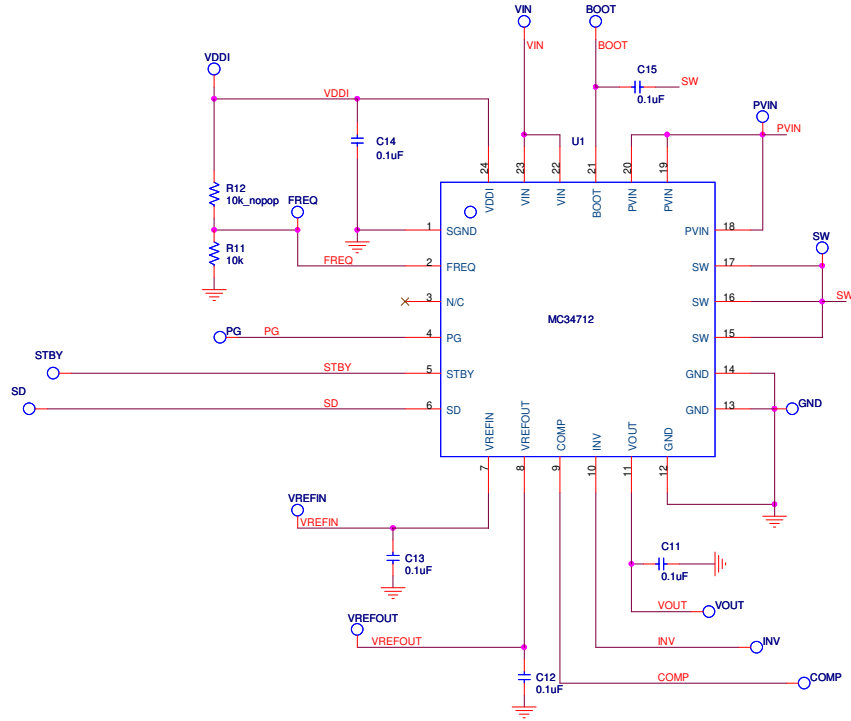 VIN
BOOT
VIN
BOOT
VDDI
C15
SW
0.1uF
VDDI
PVIN
PVIN
C14
0.1uF
U1
24
23
22
21
20
19
VDDI
VIN
VIN
BOOT
PVIN
PVIN
R12
10k_nopop
FREQ
1
SGND
PVIN
18
SW
R11
10k
FREQ
2
FREQ
SW
17
3
N/C
SW
16
SW
MC34712
PG
PG
4
PG
SW
15
STBY
STBY
5
STBY
GND
14
SD
SD
6
SD
GND
13
GND
VREFIN
VREFOUT
COMP
INV
VOUT
GND
7
8
9
10
11
12
VREFIN
VREFIN
C13
0.1uF
C11
0.1uF
VOUT
VOUT
VREFOUT
VREFOUT
INV
INV
C12
0.1uF
COMP
COMP